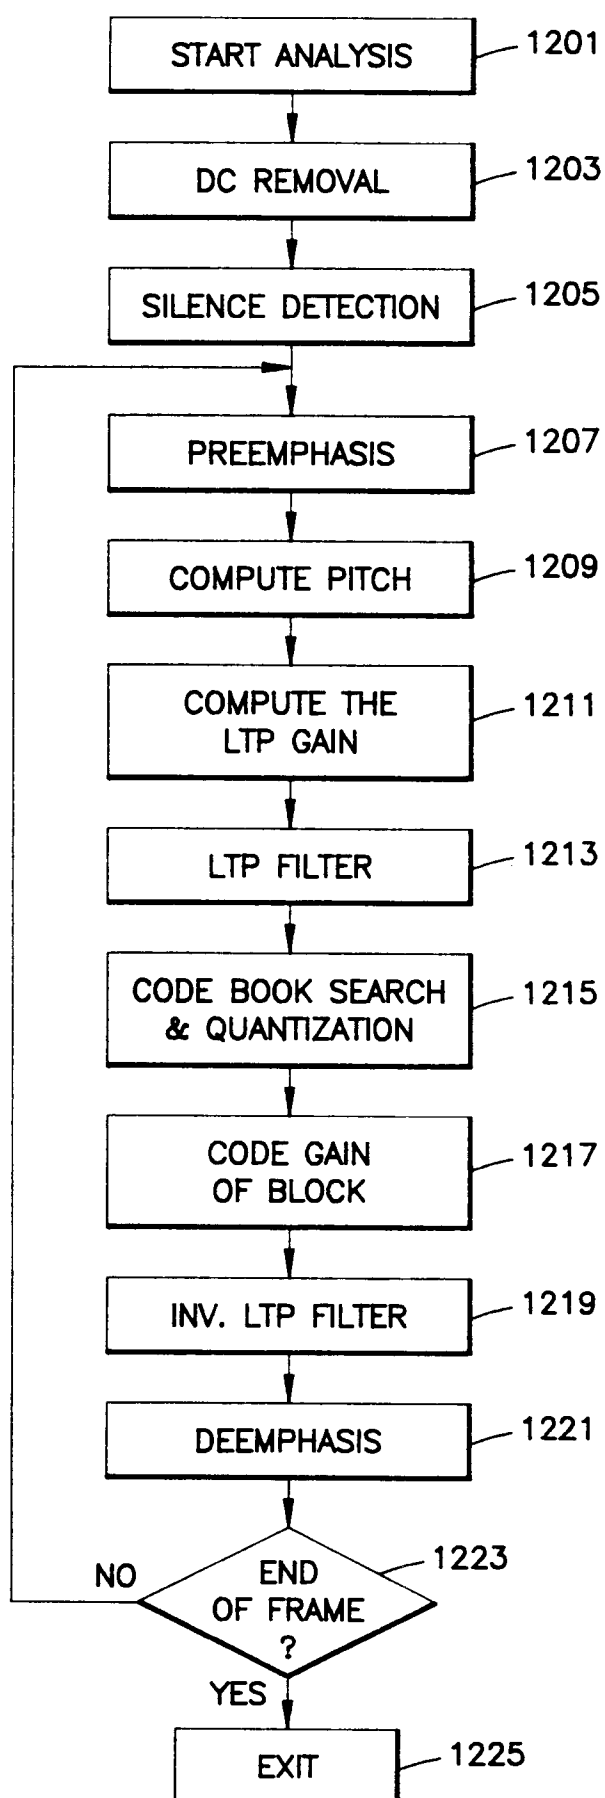 START ANALYSIS
1201
DC REMOVAL
1203
SILENCE DETECTION
1205
PREEMPHASIS
1207
COMPUTE PITCH
1209
COMPUTE THE
LTP GAIN
1211
LTP FILTER
1213
CODE BOOK SEARCH
& QUANTIZATION
1215
CODE GAIN
OF BLOCK
1217
INV. LTP FILTER
1219
DEEMPHASIS
1221
END
OF FRAME
?
1223
NO
YES
EXIT
1225